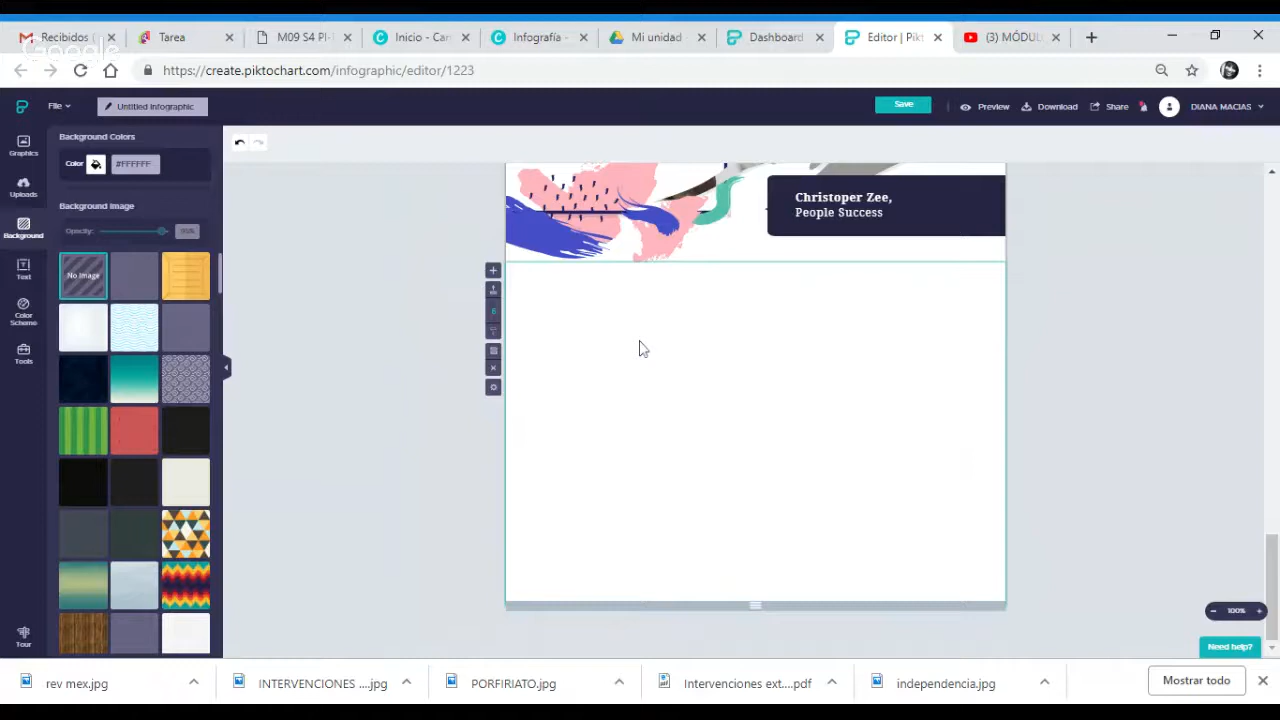 Recibidos (
Tarea
M09 S4 PI-
Inicio - Can
Infografía -
Mi unidad -
Dashboard
Editor | Pikt
(3) MÓDUL
Google
https://create.piktochart.com/infographic/editor/1223
File
Untitled Infographic
Save
Preview
Download
Share
DIANA MACIAS
Graphics
Uploads
Background
Text
Color
Scheme
Tools
Tour
Background Colors
Color
#FFFFFF
Background Image
Opacity:
No Image
Christoper Zee,
People Success
100%
Need help?
rev mex.jpg
INTERVENCIONES ....jpg
PORFIRIATO.jpg
Intervenciones ext....pdf
independencia.jpg
Mostrar todo